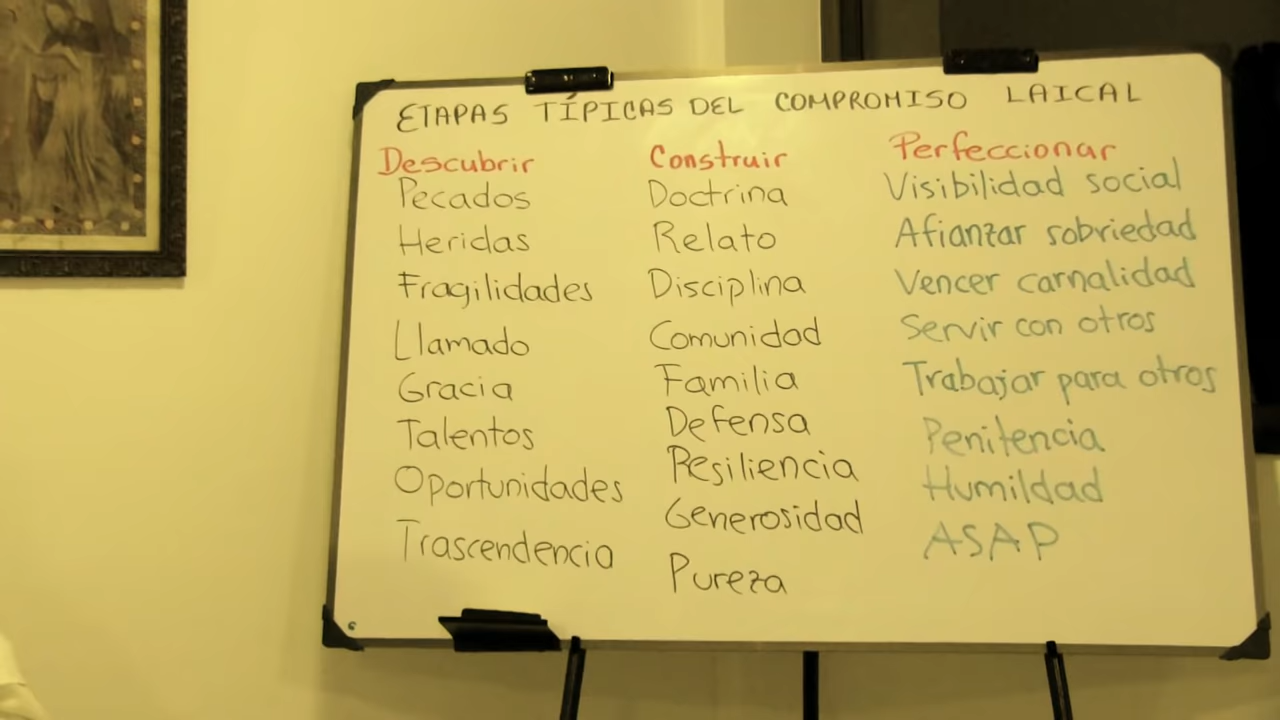 ETAPAS TÍPICAS DEL COMPROMISO LAICAL
Descubrir
Pecados
Heridas
Fragilidades
Llamado
Gracia
Talentos
Oportunidades
Trascendencia
Construir
Doctrina
Relato
Disciplina
Comunidad
Familia
Defensa
Resiliencia
Generosidad
Pureza
Perfeccionar
Visibilidad social
Afianzar sobriedad
Vencer carnalidad
Servir con otros
Trabajar para otros
Penitencia
Humildad
ASAP